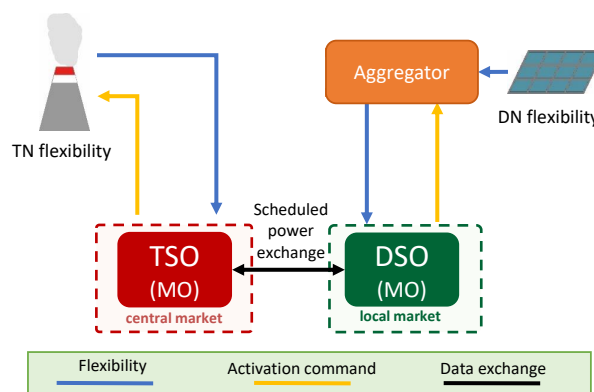 Aggregator
TN flexibility
DN flexibility
Scheduled
power
exchange
TSO
(MO)
central market
DSO
(MO)
local market
Flexibility
Activation command
Data exchange